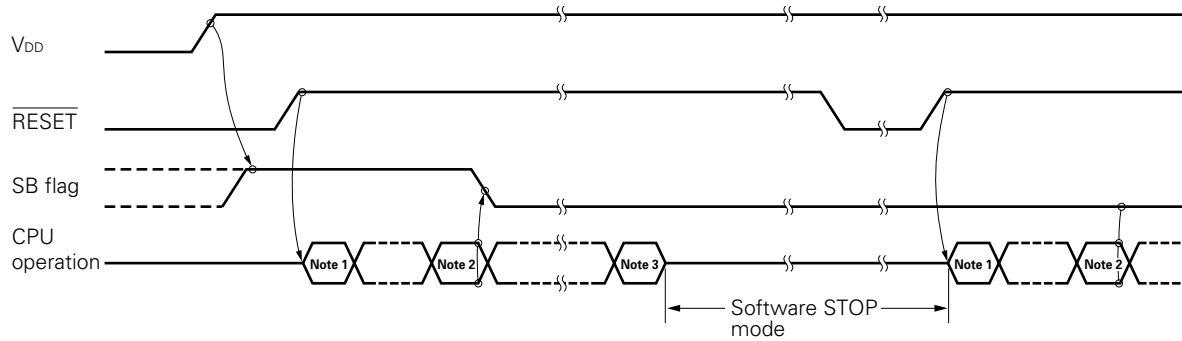 VDD
RESET
SB flag
CPU
operation
Note 1
Note 2
Note 3
Note 1
Note 2
Software STOP
mode